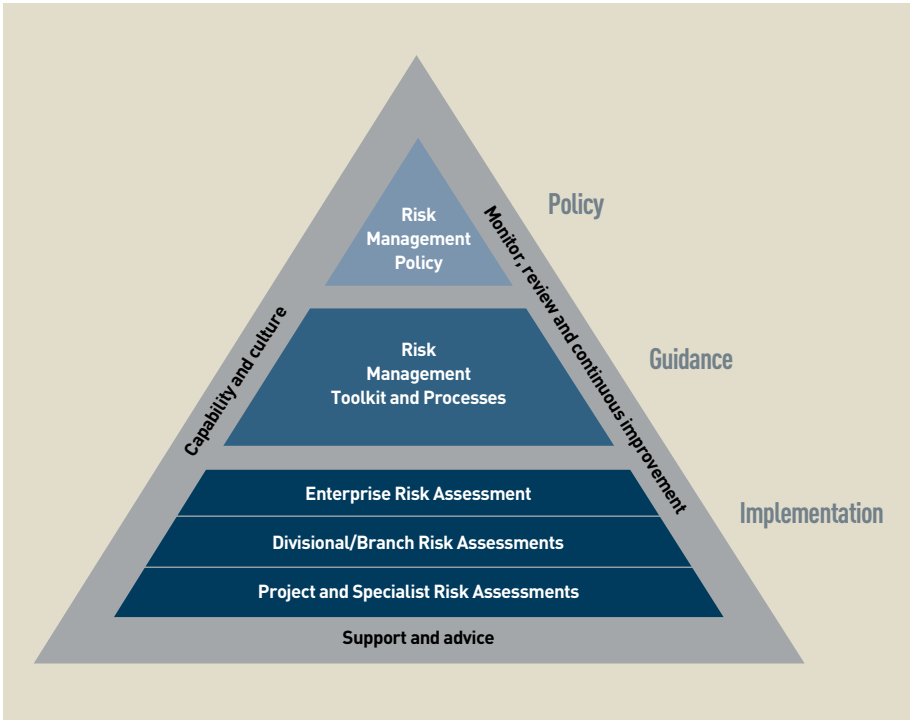 Policy
Risk
Management
Policy
Monitor, review and continuous improvement
Capability and culture
Guidance
Risk
Management
Toolkit and Processes
Enterprise Risk Assessment
Implementation
Divisional/Branch Risk Assessments
Project and Specialist Risk Assessments
Support and advice